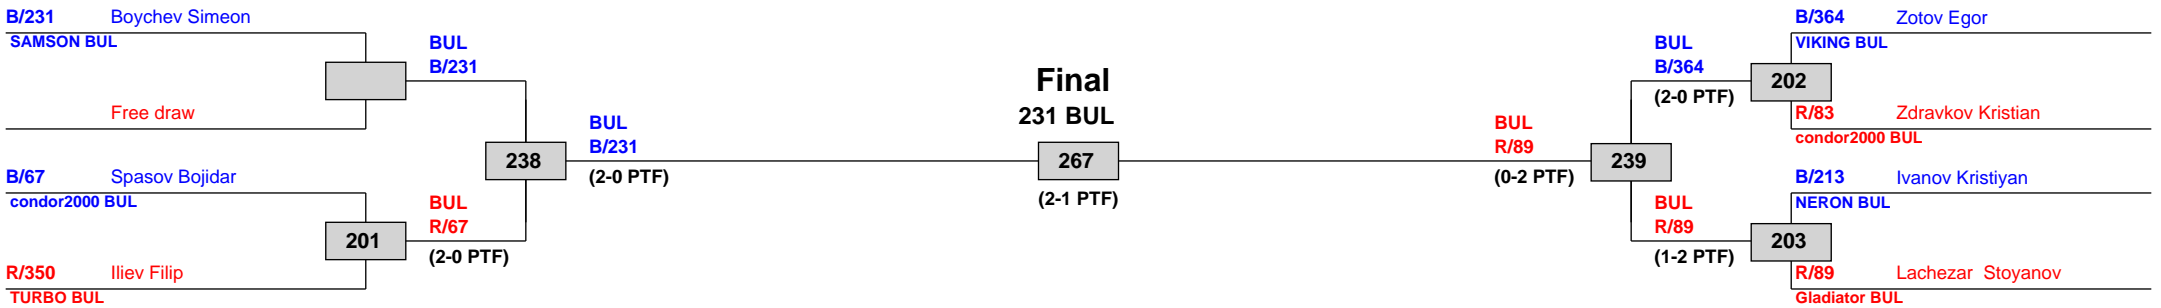 B/231 Boychev Simeon
SAMSON BUL
Free draw
BUL
B/231
B/67 Spasov Bojidar
condor2000 BUL
201
BUL
R/67
(2-0 PTF)
R/350 Iliev Filip
TURBO BUL
238
BUL
B/231
(2-0 PTF)
Final
231 BUL
267
(2-1 PTF)
BUL
R/89
(0-2 PTF)
239
BUL
B/364
(2-0 PTF)
202
B/364 Zotov Egor
VIKING BUL
R/83 Zdravkov Kristian
condor2000 BUL
BUL
R/89
(1-2 PTF)
203
B/213 Ivanov Kristiyan
NERON BUL
R/89 Lachezar  Stoyanov
Gladiator BUL